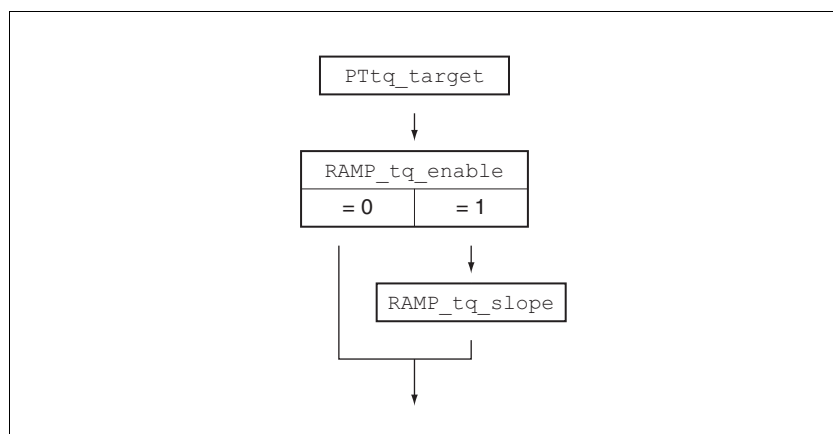 PTtq_target
RAMP_tq_enable
= 0 = 1
RAMP_tq_slope